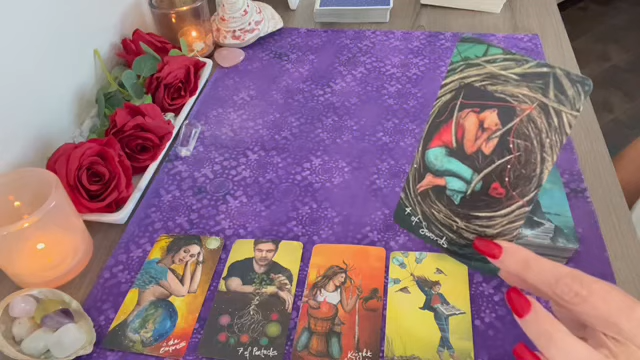 4 of Swords
the
Empress
7 of Pentacles
Knight